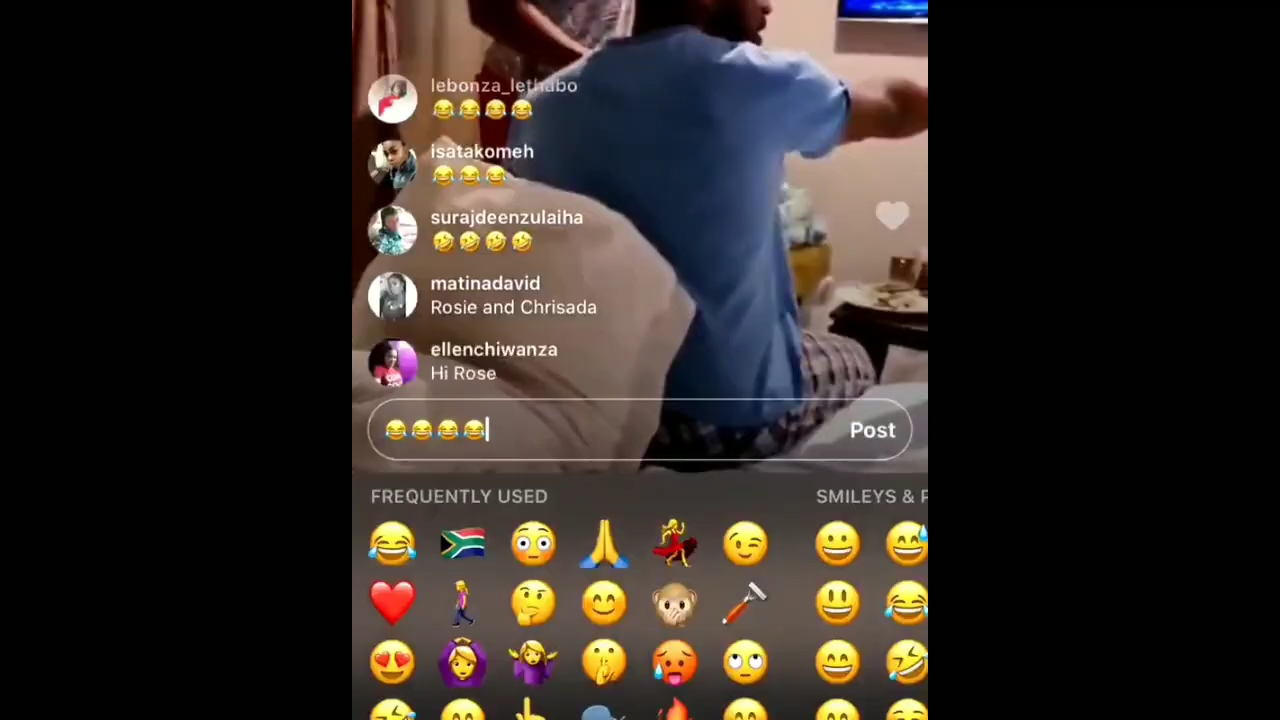 lebonza_lethabo
😂😂😂😂
isatakomeh
😂😂😂
surajdeenzulaiha
🤣🤣🤣🤣
matinadavid
Rosie and Chrisada
ellenchiwanza
Hi Rose
😂😂😂😂 Post
FREQUENTLY USED SMILEYS &